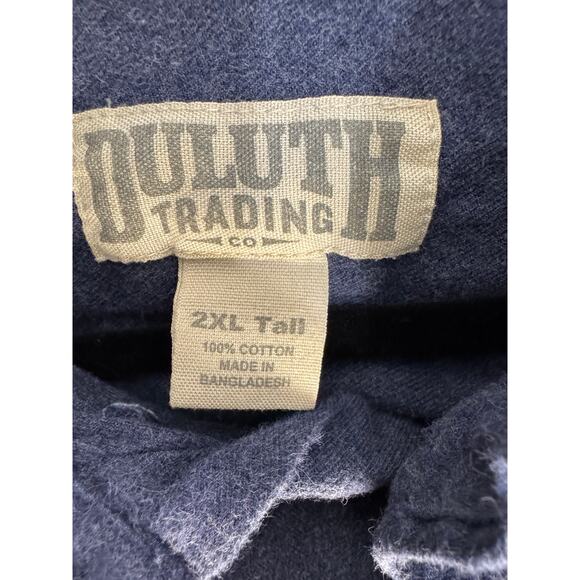 DULUTH
TRADING
CO
2XL Tall
100% COTTON
MADE IN
BANGLADESH